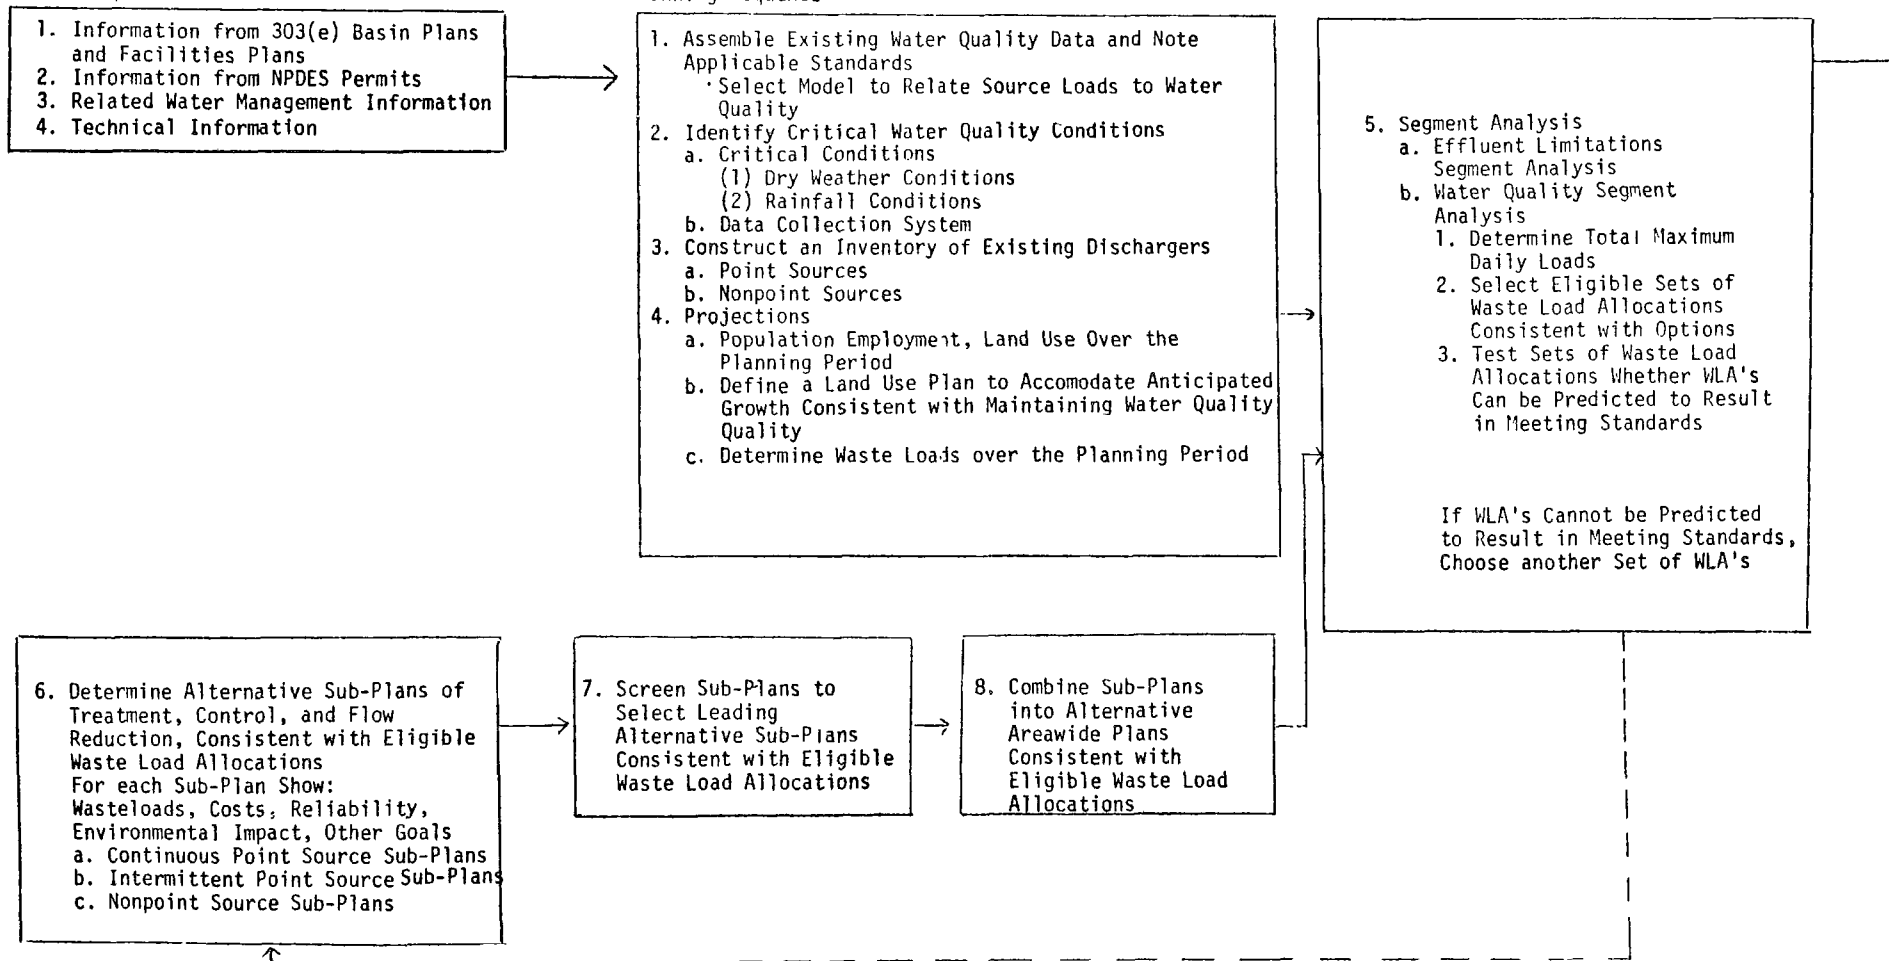 1. Information from 303(e) Basin Plans
and Facilities Plans
2. Information from NPDES Permits
3. Related Water Management Information
4. Technical Information
1. Assemble Existing Water Quality Data and Note
Applicable Standards
·Select Model to Relate Source Loads to Water
Quality
2. Identify Critical Water Quality Conditions
a. Critical Conditions
(1) Dry Weather Conditions
(2) Rainfall Conditions
b. Data Collection System
3. Construct an Inventory of Existing Dischargers
a. Point Sources
b. Nonpoint Sources
4. Projections
a. Population Employment, Land Use Over the
Planning Period
b. Define a Land Use Plan to Accomodate Anticipated
Growth Consistent with Maintaining Water Quality
Quality
c. Determine Waste Loads over the Planning Period
5. Segment Analysis
a. Effluent Limitations
Segment Analysis
b. Water Quality Segment
Analysis
1. Determine Total Maximum
Daily Loads
2. Select Eligible Sets of
Waste Load Allocations
Consistent with Options
3. Test Sets of Waste Load
Allocations Whether WLA's
Can be Predicted to Result
in Meeting Standards
If WLA's Cannot be Predicted
to Result in Meeting Standards,
Choose another Set of WLA's
6. Determine Alternative Sub-Plans of
Treatment, Control, and Flow
Reduction, Consistent with Eligible
Waste Load Allocations
For each Sub-Plan Show:
Wasteloads, Costs, Reliability,
Environmental Impact, Other Goals
a. Continuous Point Source Sub-Plans
b. Intermittent Point Source Sub-Plans
c. Nonpoint Source Sub-Plans
7. Screen Sub-Plans to
Select Leading
Alternative Sub-Plans
Consistent with Eligible
Waste Load Allocations
8. Combine Sub-Plans
into Alternative
Areawide Plans
Consistent with
Eligible Waste Load
Allocations